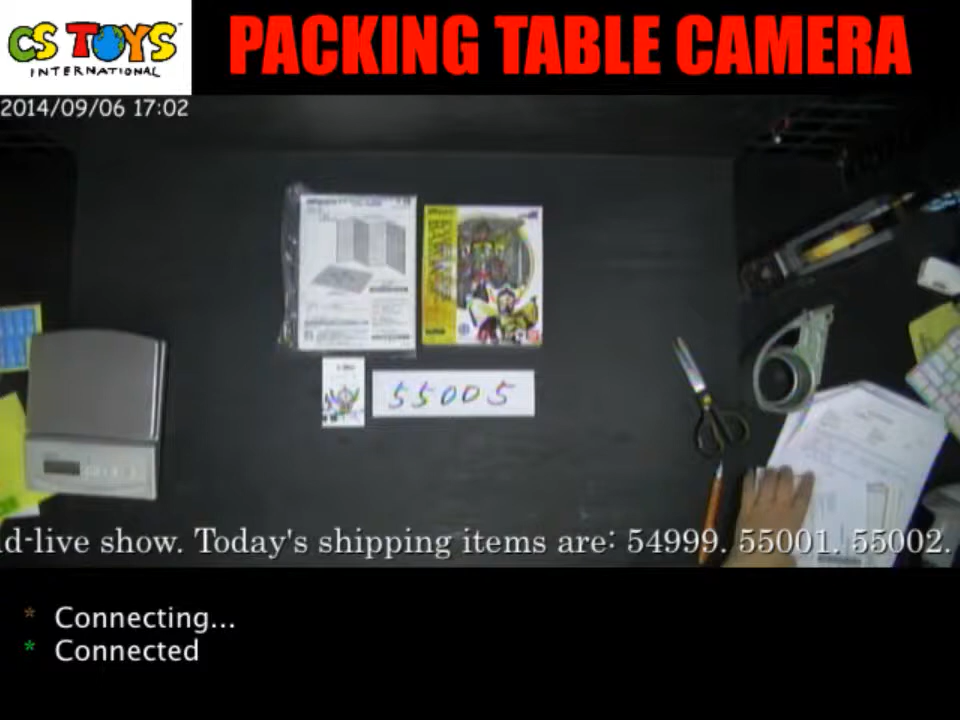 CS TOYS
INTERNATIONAL
PACKING TABLE CAMERA
2014/09/06 17:02
55005
d-live show. Today's shipping items are: 54999. 55001. 55002.
* Connecting...
* Connected